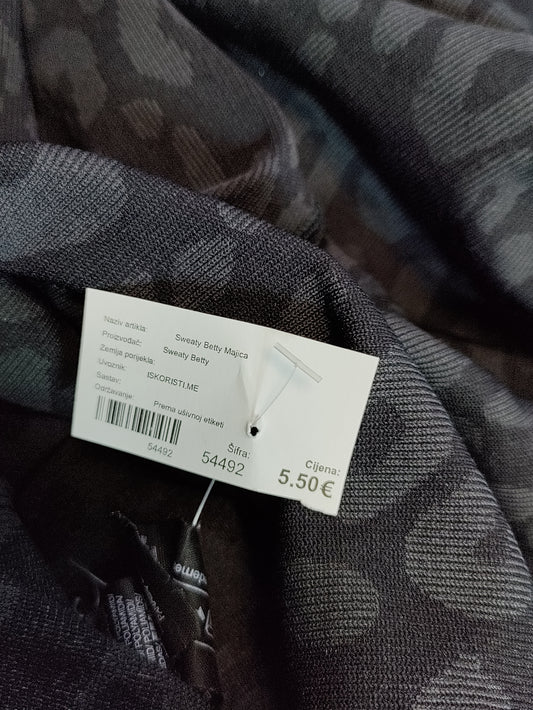 Naziv artikla: Sweaty Betty Majica
Proizvođač: Sweaty Betty
Zemlja porijekla:
Uvoznik: ISKORISTI.ME
Sastav:
Održavanje: Prema ušivnoj etiketi
54492
Šifra:
54492
Cijena:
5.50€